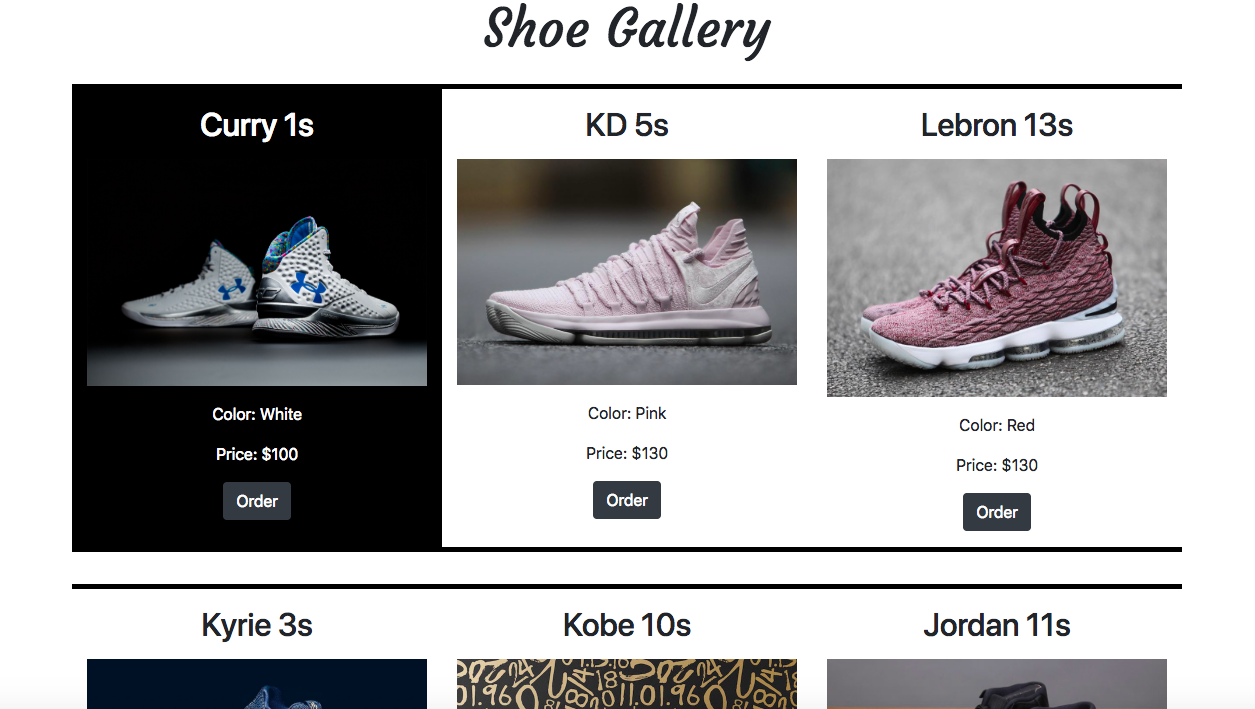 Shoe Gallery
Curry 1s
KD 5s
Lebron 13s
Color: White
Price: $100
Order
Color: Pink
Price: $130
Order
Color: Red
Price: $130
Order
Kyrie 3s
Kobe 10s
Jordan 11s